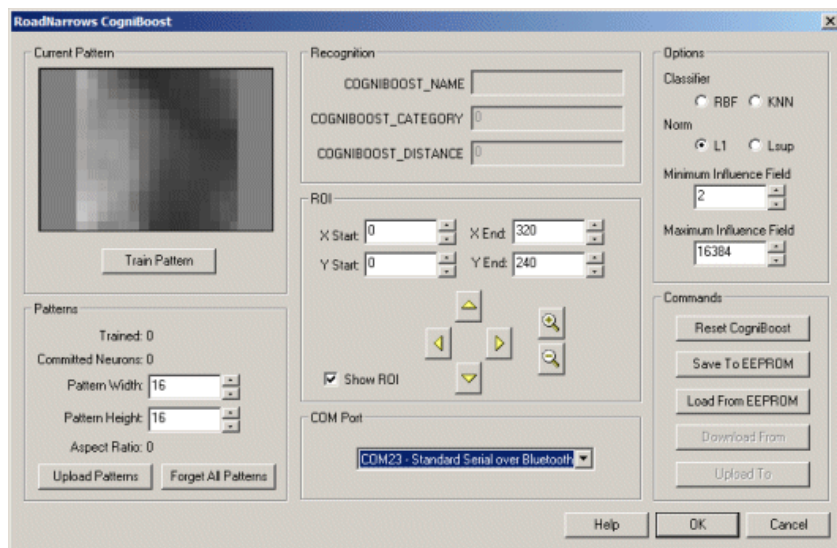 RoadNarrows CogniBoost
Current Pattern
Train Pattern
Patterns
Trained: 0
Committed Neurons: 0
Pattern Width: 16
Pattern Height: 16
Aspect Ratio: 0
Upload Patterns Forget All Patterns
Recognition
COGNIBOOST_NAME
COGNIBOOST_CATEGORY 0
COGNIBOOST_DISTANCE 0
ROI
X Start: 0 X End: 320
Y Start: 0 Y End: 240
Show ROI
COM Port
COM23 - Standard Serial over Bluetooth
Options
Classifier
RBF KNN
Norm
L1 Lsup
Minimum Influence Field
2
Maximum Influence Field
16384
Commands
Reset CogniBoost
Save To EEPROM
Load From EEPROM
Download From
Upload To
Help OK Cancel